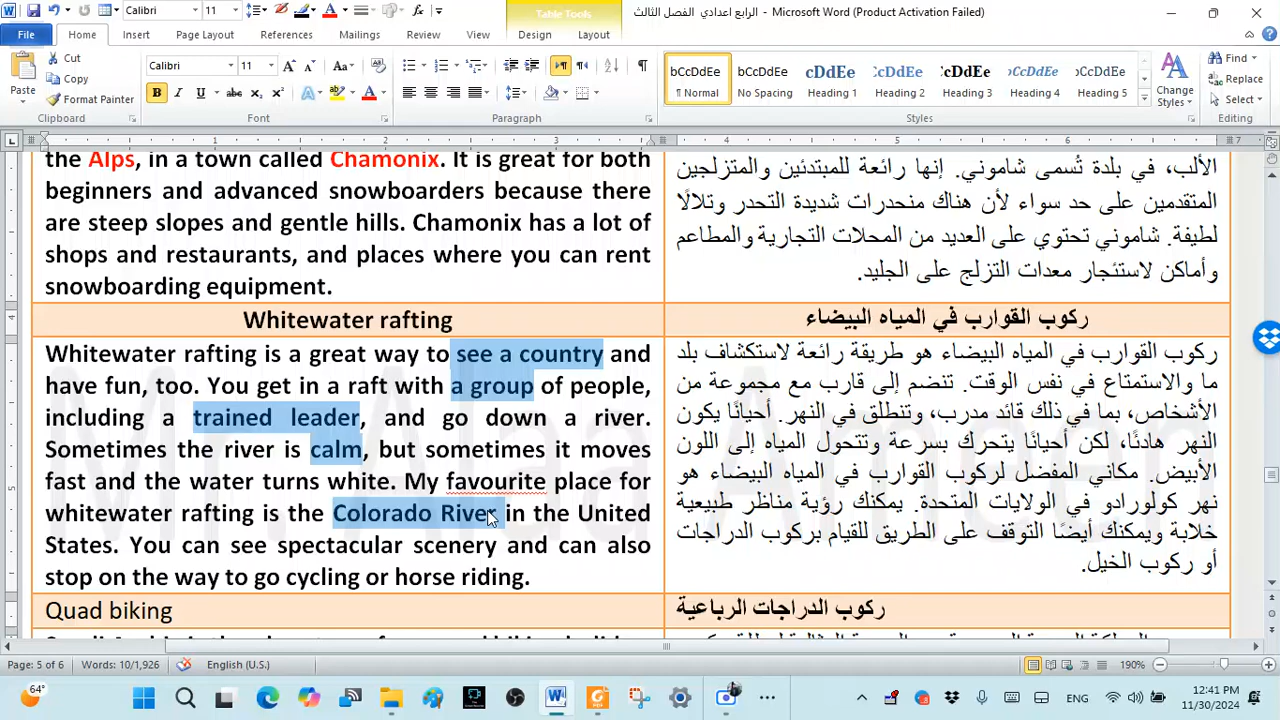 Calibri 11
Table Tools
الرابع اعدادي الفصل الثالث - Microsoft Word (Product Activation Failed)
File Home Insert Page Layout References Mailings Review View Design Layout
Cut
Copy
Format Painter
Paste
Clipboard
Calibri 11
Font
Paragraph
bCcDdEe ¶ Normal
bCcDdEe No Spacing
cDdEe Heading 1
cDdEe Heading 2
bCcDdE Heading 3
bCcDdEe Heading 4
bCcDdEe Heading 5
Change Styles
Styles
Find
Replace
Select
Editing
the Alps, in a town called Chamonix. It is great for both
beginners and advanced snowboarders because there
are steep slopes and gentle hills. Chamonix has a lot of
shops and restaurants, and places where you can rent
snowboarding equipment.
الألب، في بلدة تُسمى شاموني. إنها رائعة للمبتدئين والمتزلجين
المتقدمين على حد سواء لأن هناك منحدرات شديدة التحدر وتلالًا
لطيفة. شاموني تحتوي على العديد من المحلات التجارية والمطاعم
وأماكن لاستئجار معدات التزلج على الجليد.
Whitewater rafting
ركوب القوارب في المياه البيضاء
Whitewater rafting is a great way to see a country and
have fun, too. You get in a raft with a group of people,
including a trained leader, and go down a river.
Sometimes the river is calm, but sometimes it moves
fast and the water turns white. My favourite place for
whitewater rafting is the Colorado River in the United
States. You can see spectacular scenery and can also
stop on the way to go cycling or horse riding.
ركوب القوارب في المياه البيضاء هو طريقة رائعة لاستكشاف بلد
ما والاستمتاع في نفس الوقت. تنضم إلى قارب مع مجموعة من
الأشخاص، بما في ذلك قائد مدرب، وتنطلق في النهر. أحيانًا يكون
النهر هادئًا، لكن أحيانًا يتحرك بسرعة وتتحول المياه إلى اللون
الأبيض. مكاني المفضل لركوب القوارب في المياه البيضاء هو
نهر كولورادو في الولايات المتحدة. يمكنك رؤية مناظر طبيعية
خلابة ويمكنك أيضًا التوقف على الطريق للقيام بركوب الدراجات
أو ركوب الخيل.
Quad biking
ركوب الدراجات الرباعية
Page: 5 of 6 Words: 10/1,926 English (U.S.) 190%
64° ENG 12:41 PM
11/30/2024